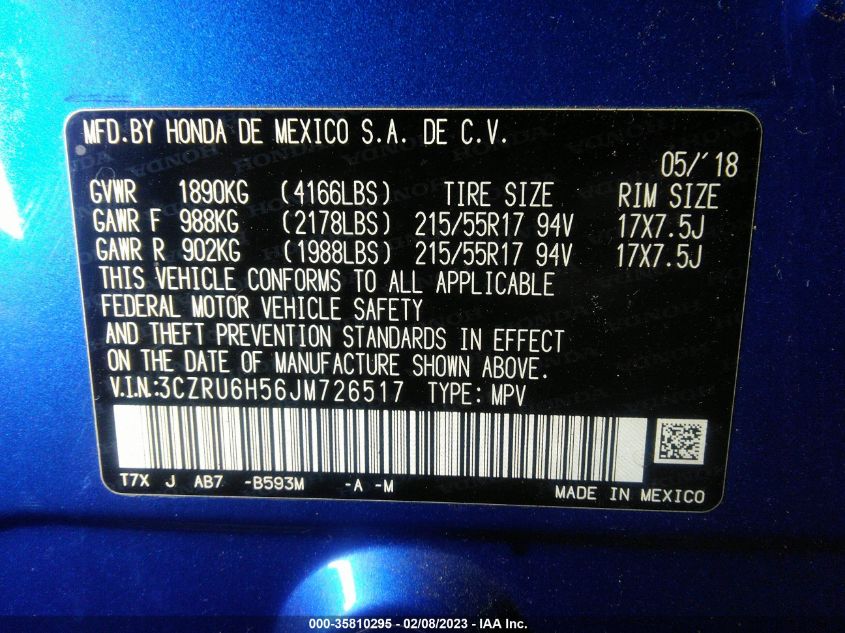 MFD.BY HONDA DE MEXICO S.A. DE C.V.
05/'18
GVWR 1890KG (4166LBS) TIRE SIZE RIM SIZE
GAWR F 988KG (2178LBS) 215/55R17 94V 17X7.5J
GAWR R 902KG (1988LBS) 215/55R17 94V 17X7.5J
THIS VEHICLE CONFORMS TO ALL APPLICABLE
FEDERAL MOTOR VEHICLE SAFETY
AND THEFT PREVENTION STANDARDS IN EFFECT
ON THE DATE OF MANUFACTURE SHOWN ABOVE.
V.I.N:3CZRU6H56JM726517 TYPE: MPV
T7X J AB7 -B593M -A -M
MADE IN MEXICO
000-35810295 - 02/08/2023 - IAA Inc.